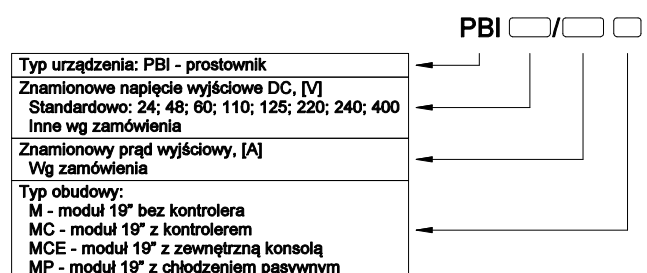 PBI /
Typ urządzenia: PBI - prostownik
Znamionowe napięcie wyjściowe DC, [V]
Standardowo: 24; 48; 60; 110; 125; 220; 240; 400
Inne wg zamówienia
Znamionowy prąd wyjściowy, [A]
Wg zamówienia
Typ obudowy:
M - moduł 19" bez kontrolera
MC - moduł 19" z kontrolerem
MCE - moduł 19" z zewnętrzną konsolą
MP - moduł 19" z chłodzeniem pasywnym